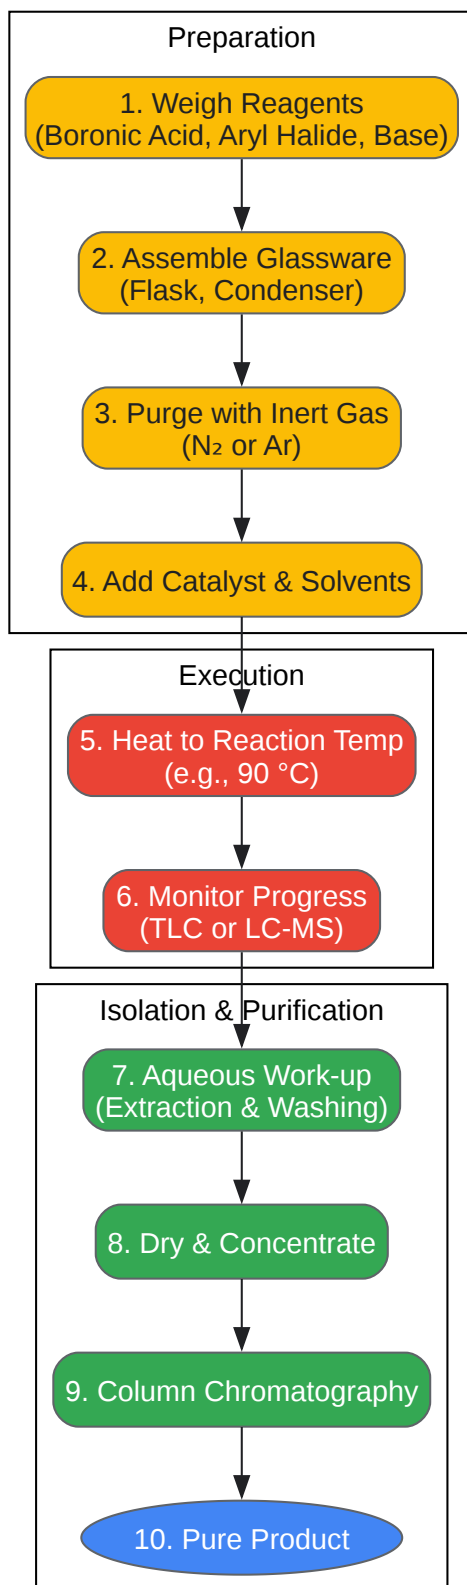 Preparation
1. Weigh Reagents
(Boronic Acid, Aryl Halide, Base)
2. Assemble Glassware
(Flask, Condenser)
3. Purge with Inert Gas
(N₂ or Ar)
4. Add Catalyst & Solvents
Execution
5. Heat to Reaction Temp
(e.g., 90 °C)
6. Monitor Progress
(TLC or LC-MS)
Isolation & Purification
7. Aqueous Work-up
(Extraction & Washing)
8. Dry & Concentrate
9. Column Chromatography
10. Pure Product